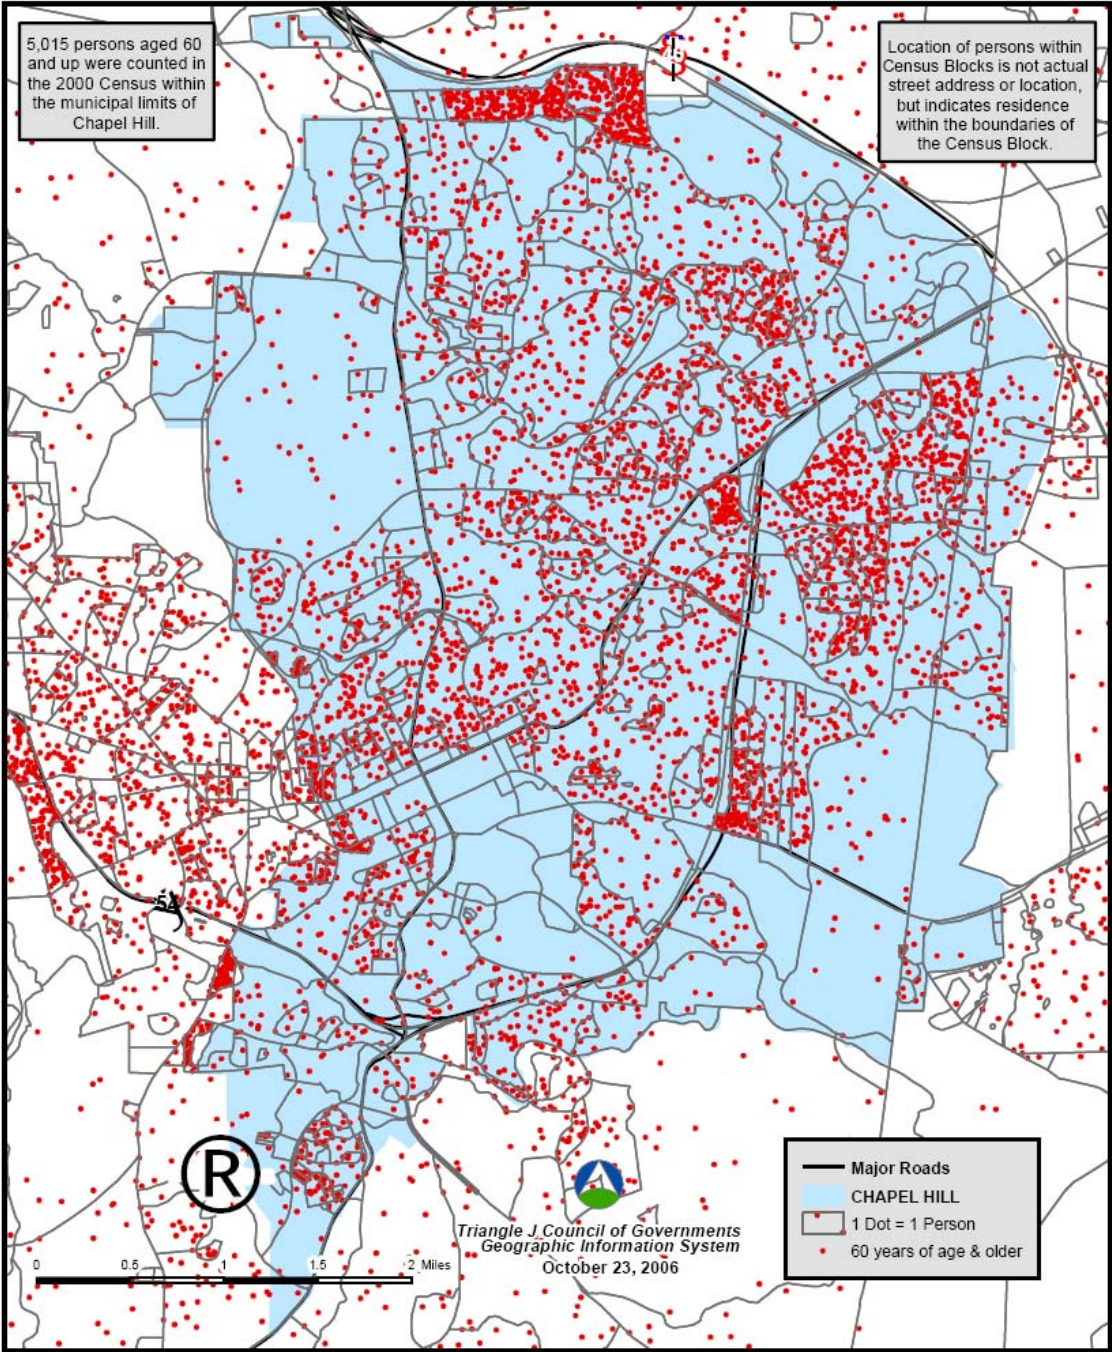 5,015 persons aged 60
and up were counted in
the 2000 Census within
the municipal limits of
Chapel Hill.
Location of persons within
Census Blocks is not actual
street address or location,
but indicates residence
within the boundaries of
the Census Block.
54
R
Major Roads
CHAPEL HILL
1 Dot = 1 Person
60 years of age & older
Triangle J Council of Governments
Geographic Information System
October 23, 2006
0 0.5 1 1.5 2 Miles